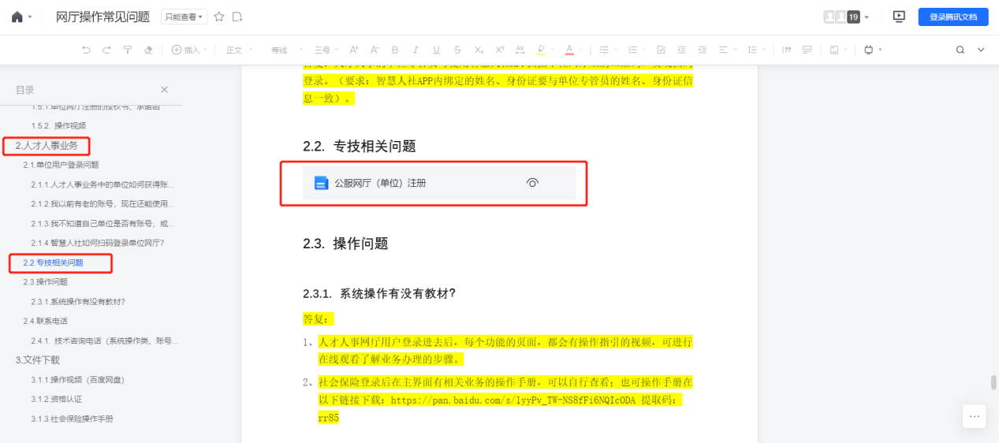 网厅操作常见问题
只能查看
19
登录腾讯文档
插入
正文
等线
三号
目录
1.5.1.单位网厅注册的授权书、承诺函
1.5.2. 操作视频
2.人才人事业务
2.1.单位用户登录问题
2.1.1.人才人事业务中的单位如何获得账...
2.1.2.我以前有老的账号，现在还能使用...
2.1.3.我不知道自己单位是否有账号，或...
2.1.4.智慧人社如何扫码登录单位网厅？
2.2.专技相关问题
2.3.操作问题
2.3.1.系统操作有没有教材？
2.4.联系电话
2.4.1. 技术咨询电话（系统操作类、账号...
3.文件下载
3.1.1.操作视频（百度网盘）
3.1.2.资格认证
3.1.3.社会保险操作手册
登录。（要求：智慧人社APP内绑定的姓名、身份证要与单位专管员的姓名、身份证信
息一致）。
2.2. 专技相关问题
公服网厅（单位）注册
2.3. 操作问题
2.3.1. 系统操作有没有教材？
答复：
1、人才人事网厅用户登录进去后，每个功能的页面，都会有操作指引的视频，可进行
在线观看了解业务办理的步骤。
2、社会保险登录后在主界面有相关业务的操作手册，可以自行查看；也可操作手册在
以下链接下载：https://pan.baidu.com/s/1yyPv_TW-NS8fFi6NQIcODA 提取码：
rr85